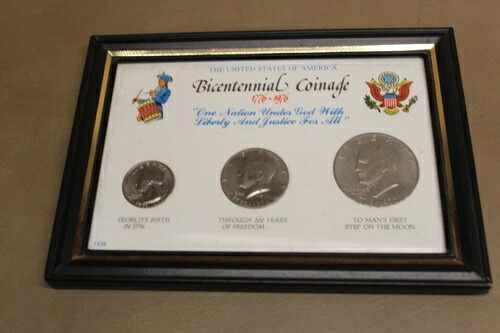 THE UNITED STATES OF AMERICA
Bicentennial Coinage
1776-1976
"One Nation Under God With
Liberty And Justice For All"
FROM ITS BIRTH
IN 1776
THROUGH 200 YEARS
OF FREEDOM
TO MAN'S FIRST
STEP ON THE MOON.